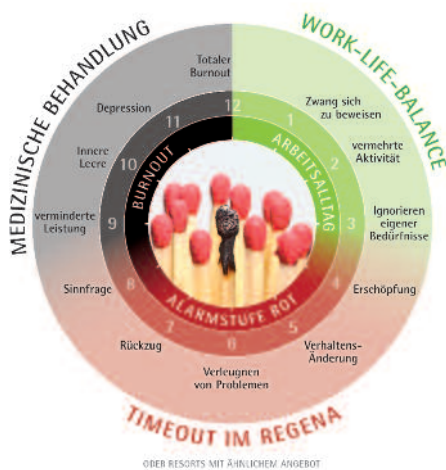 MEDIZINISCHE BEHANDLUNG
WORK-LIFE-BALANCE
TIMEOUT IM REGENA
ODER RESORTS MIT ÄHNLICHEM ANGEBOT
BURNOUT
ARBEITSALLTAG
ALARMSTUFE ROT
1
Zwang sich
zu beweisen
2
vermehrte
Aktivität
3
Ignorieren
eigener
Bedürfnisse
4
Erschöpfung
5
Verhaltens-
Änderung
6
Verleugnen
von Problemen
7
Rückzug
8
Sinnfrage
9
verminderte
Leistung
10
Innere
Leere
11
Depression
12
Totaler
Burnout